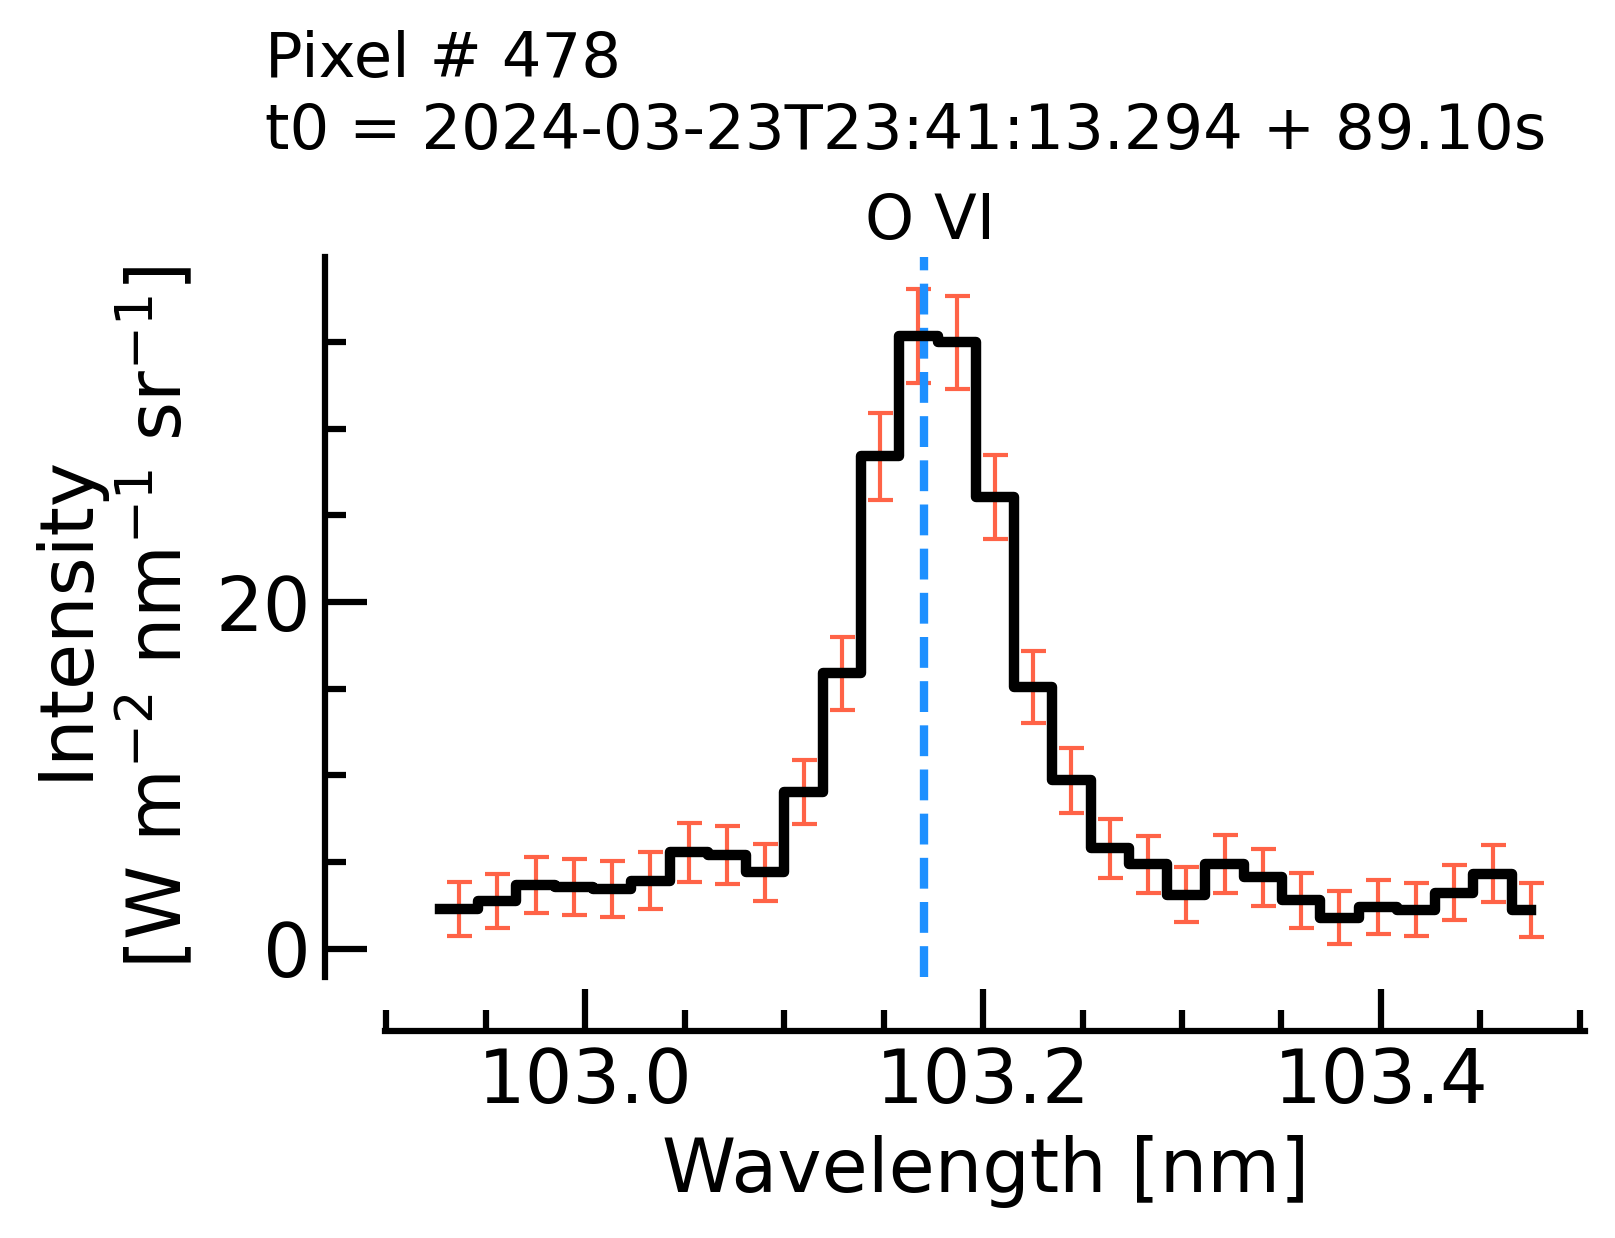 Pixel # 478
t0 = 2024-03-23T23:41:13.294 + 89.10s
O VI
Intensity
[W m⁻² nm⁻¹ sr⁻¹]
20
0
103.0 103.2 103.4
Wavelength [nm]